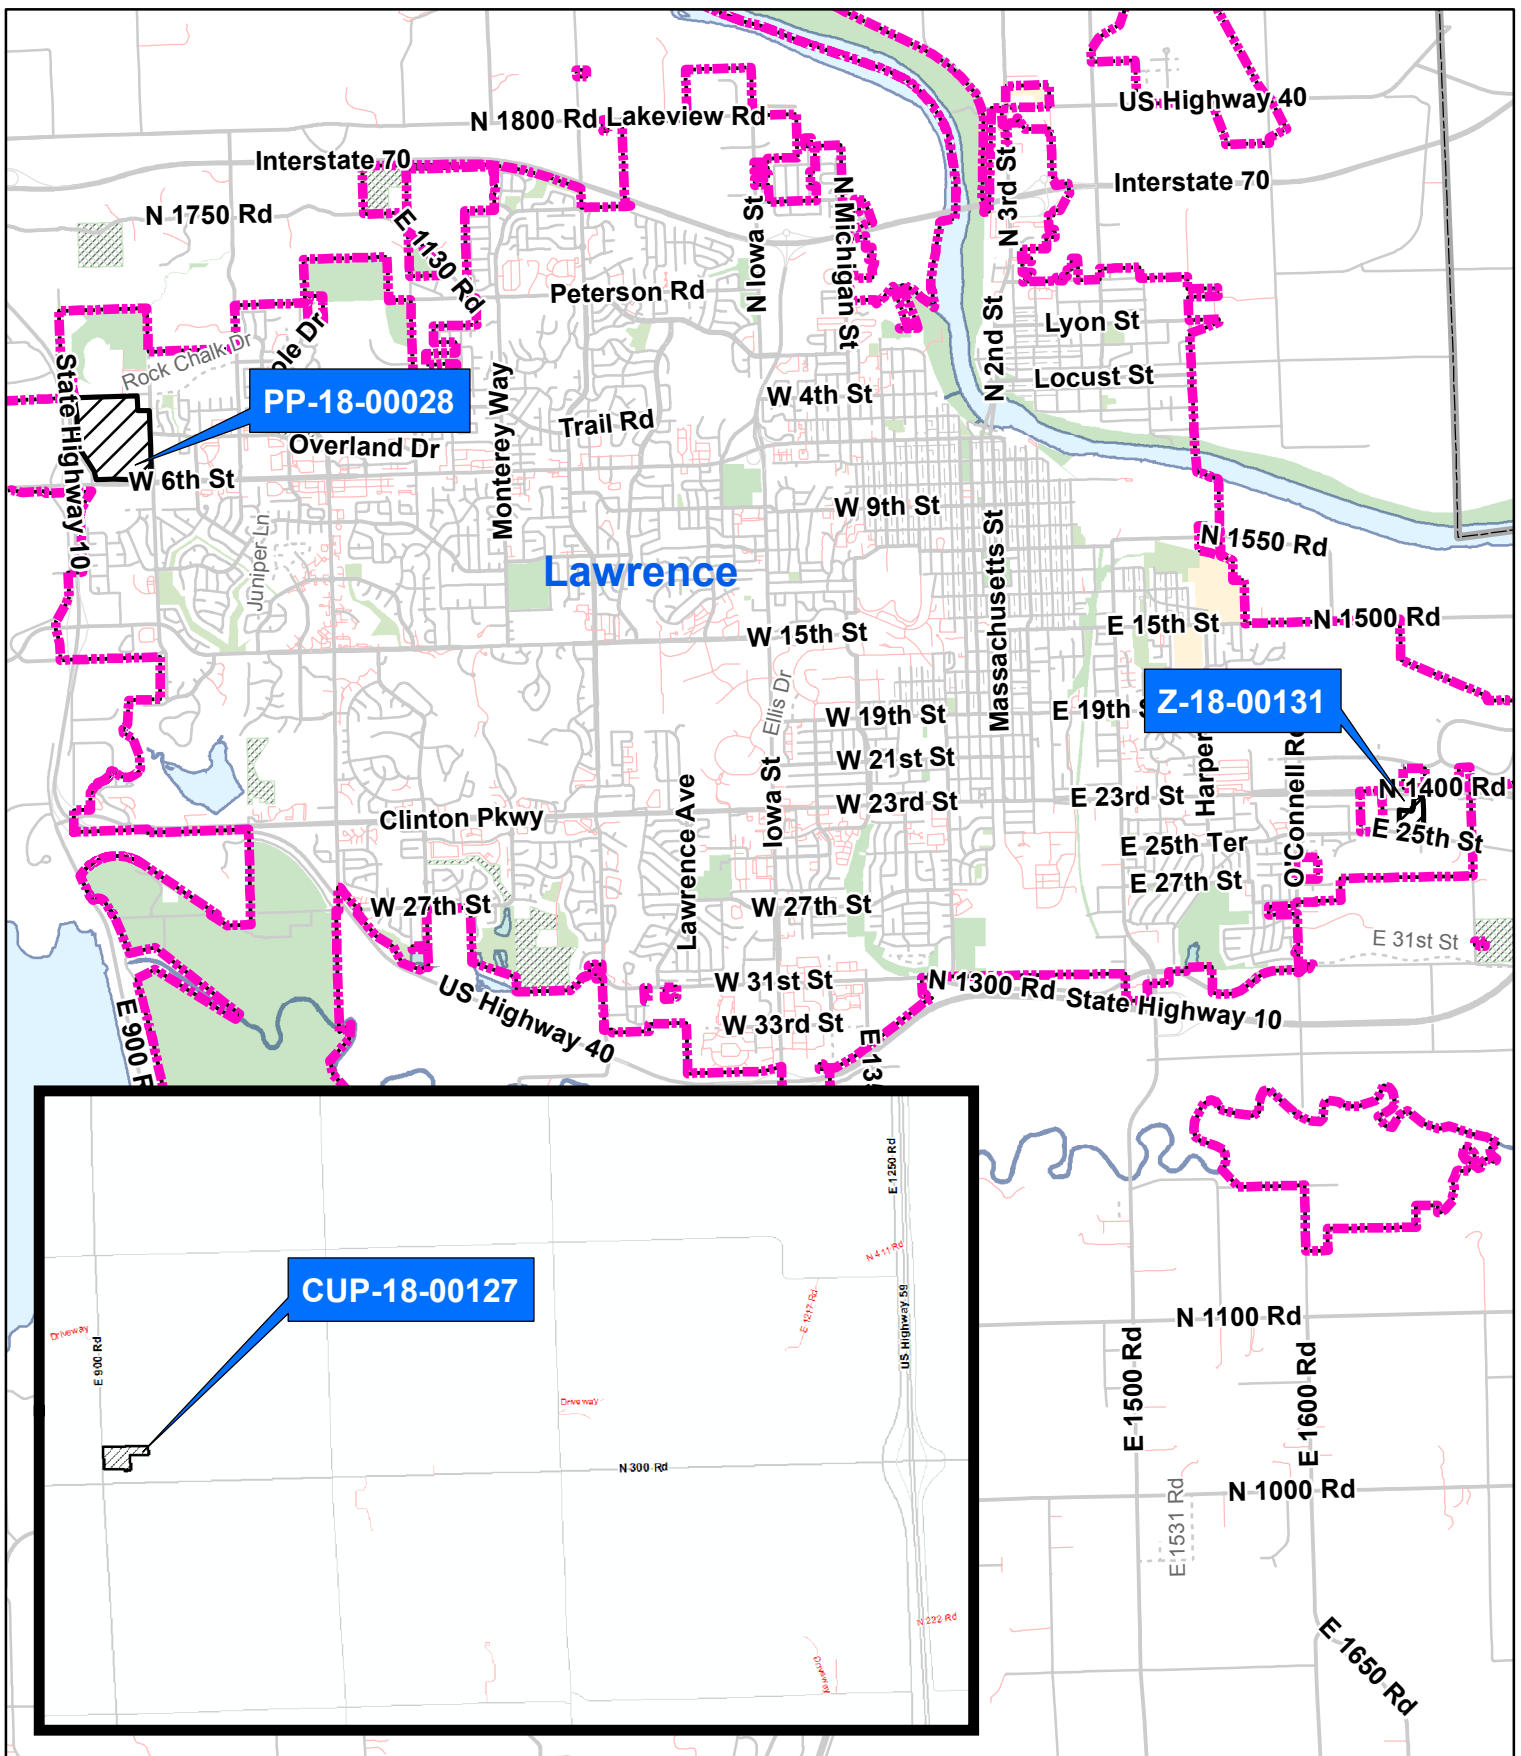 US Highway 40
N 1800 Rd
Lakeview Rd
Interstate 70
Interstate 70
N 1750 Rd
E 1130 Rd
N Iowa St
N Michigan St
N 3rd St
Peterson Rd
N 2nd St
Lyon St
Locust St
Rock Chalk Dr
ole Dr
State Highway 10
PP-18-00028
Monterey Way
W 4th St
Trail Rd
Overland Dr
W 6th St
W 9th St
Massachusetts St
N 1550 Rd
Juniper Ln
Lawrence
W 15th St
E 15th St
N 1500 Rd
Ellis Dr
Z-18-00131
W 19th St
E 19th S
Harper
O'Connell Rd
W 21st St
Iowa St
Lawrence Ave
N 1400 Rd
W 23rd St
E 23rd St
Clinton Pkwy
E 25th St
E 25th Ter
E 27th St
W 27th St
W 27th St
E 31st St
W 31st St
N 1300 Rd
State Highway 10
US Highway 40
W 33rd St
E 900 R
E 13
E 1250 Rd
N 411 Rd
CUP-18-00127
US Highway 59
E 1217 Rd
Driveway
E 900 Rd
Driveway
N 300 Rd
N 222 Rd
Driveway
N 1100 Rd
E 1500 Rd
E 1600 Rd
N 1000 Rd
E 1531 Rd
E 1650 Rd